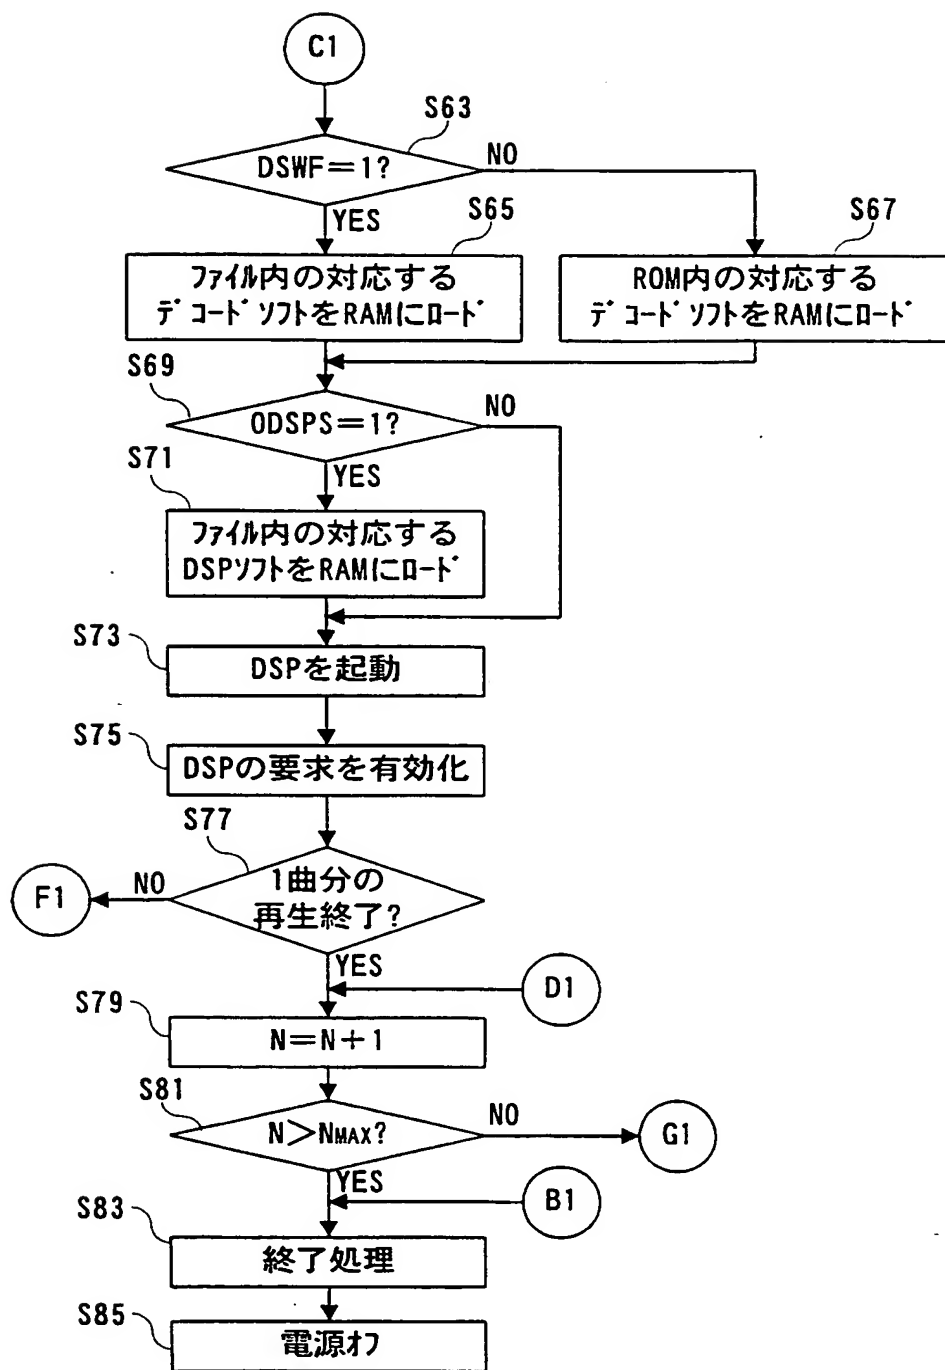 C1
S63
DSWF=1?
NO
YES
S65
S67
ファイル内の対応する
デコードソフトをRAMにロード
ROM内の対応する
デコードソフトをRAMにロード
S69
ODSPS=1?
NO
S71
YES
ファイル内の対応する
DSPソフトをRAMにロード
S73
DSPを起動
S75
DSPの要求を有効化
S77
1曲分の
再生終了?
NO
F1
YES
D1
S79
N=N+1
S81
N>NMAX?
NO
G1
YES
B1
S83
終了処理
S85
電源オフ